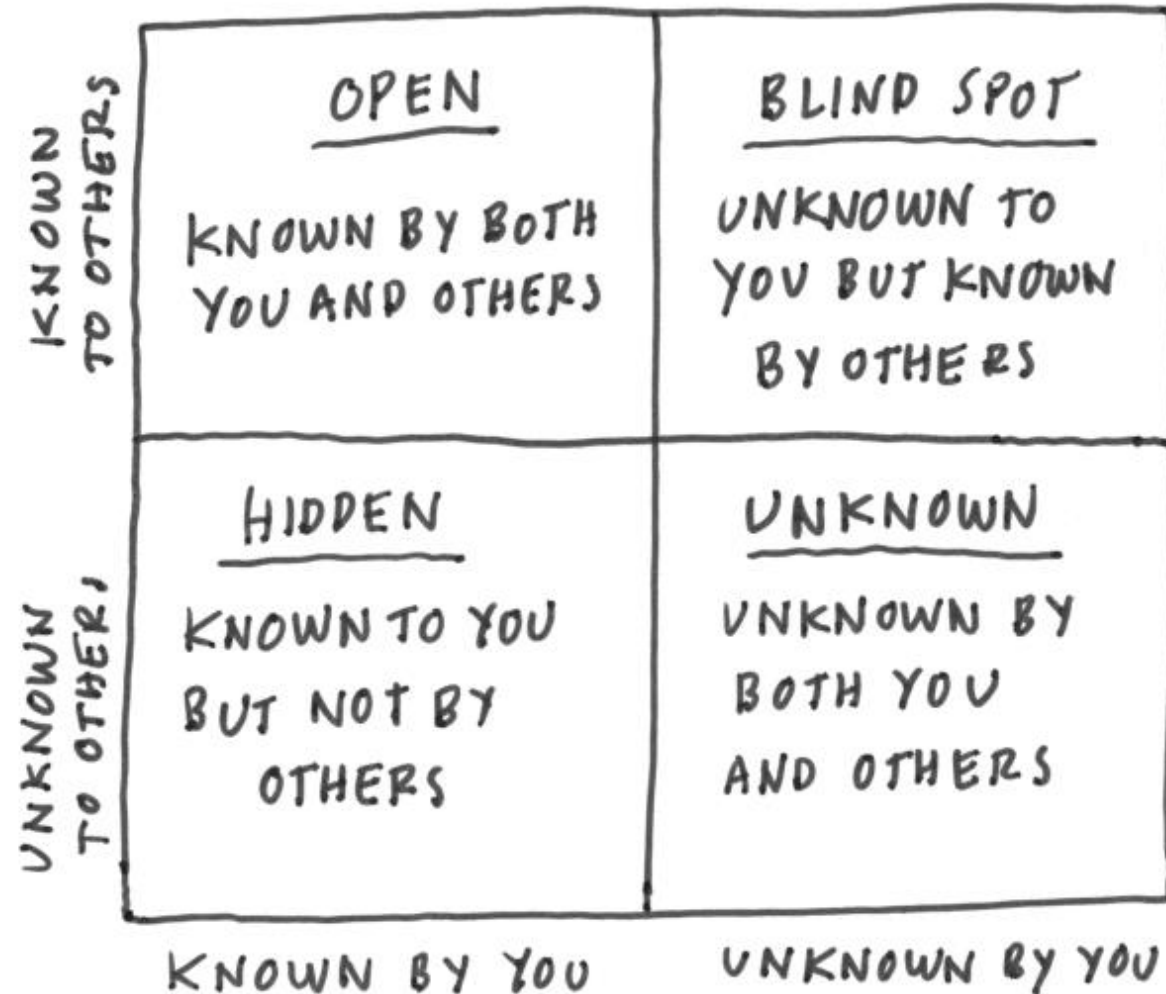 KNOWN
TO OTHERS
OPEN
KNOWN BY BOTH
YOU AND OTHERS
BLIND SPOT
UNKNOWN TO
YOU BUT KNOWN
BY OTHERS
UNKNOWN
TO OTHERS
HIDDEN
KNOWN TO YOU
BUT NOT BY
OTHERS
UNKNOWN
UNKNOWN BY
BOTH YOU
AND OTHERS
KNOWN BY YOU
UNKNOWN BY YOU